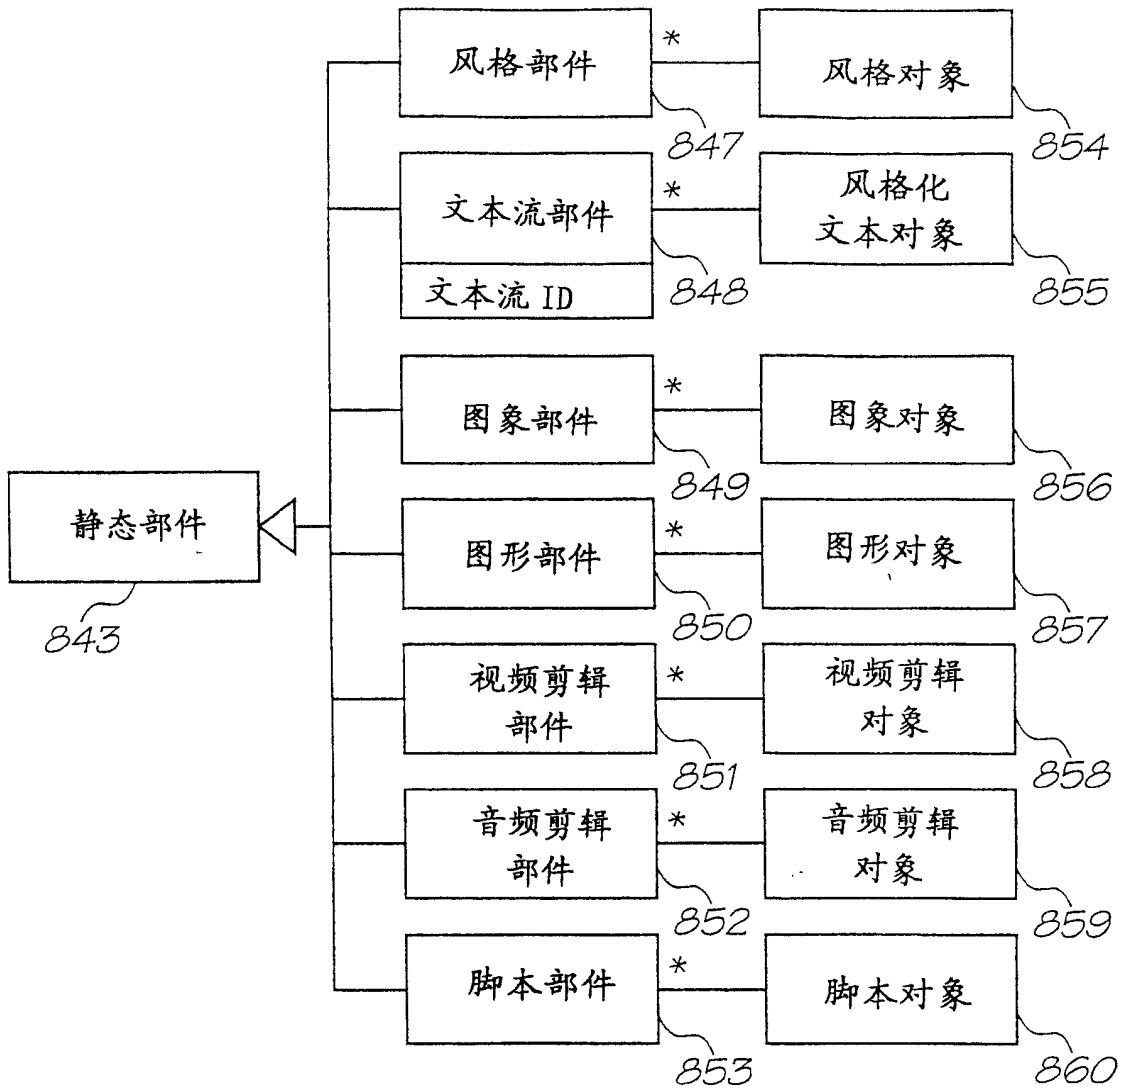 风格部件
*
风格对象
847
854
文本流部件
*
风格化
文本对象
文本流 ID
848
855
图象部件
*
图象对象
849
856
静态部件
843
图形部件
*
图形对象
850
857
视频剪辑
部件
*
视频剪辑
对象
851
858
音频剪辑
部件
*
音频剪辑
对象
852
859
脚本部件
*
脚本对象
853
860